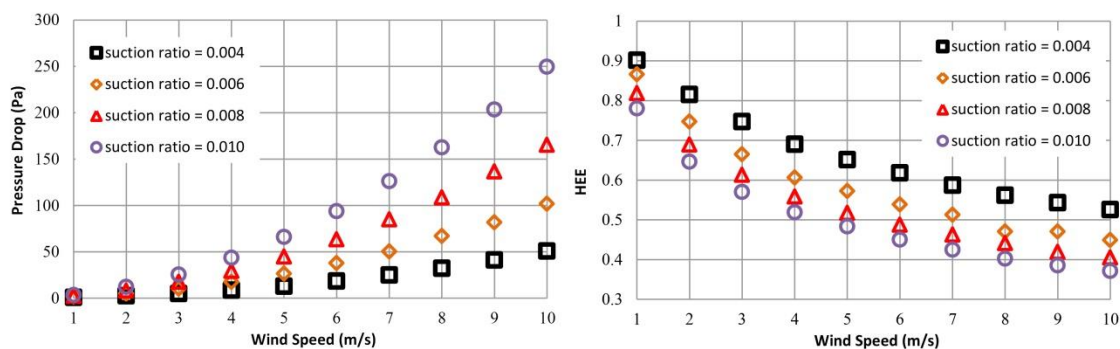 Pressure Drop (Pa)
300
250
200
150
100
50
0
suction ratio = 0.004
suction ratio = 0.006
suction ratio = 0.008
suction ratio = 0.010
1 2 3 4 5 6 7 8 9 10
Wind Speed (m/s)
HEE
1
0.9
0.8
0.7
0.6
0.5
0.4
0.3
suction ratio = 0.004
suction ratio = 0.006
suction ratio = 0.008
suction ratio = 0.010
1 2 3 4 5 6 7 8 9 10
Wind Speed (m/s)